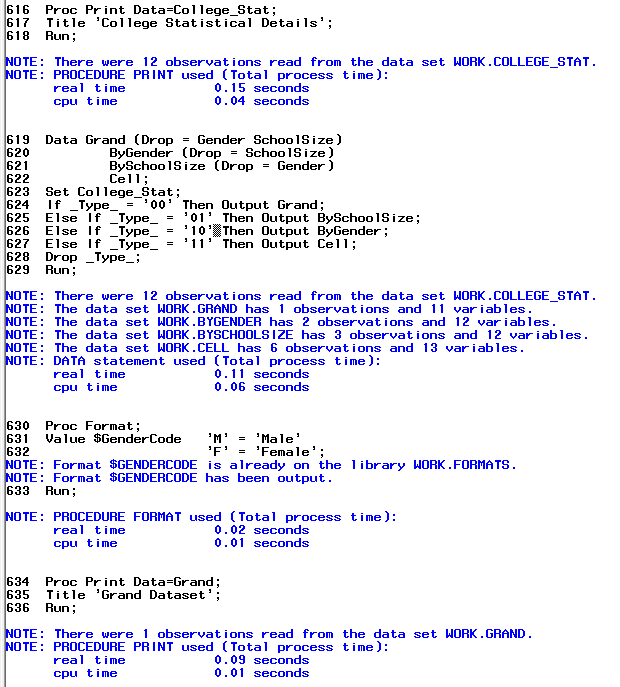 616  Proc Print Data=College_Stat;
617  Title 'College Statistical Details';
618  Run;
NOTE: There were 12 observations read from the data set WORK.COLLEGE_STAT.
NOTE: PROCEDURE PRINT used (Total process time):
      real time           0.15 seconds
      cpu time            0.04 seconds
619  Data Grand (Drop = Gender SchoolSize)
620          ByGender (Drop = SchoolSize)
621          BySchoolSize (Drop = Gender)
622          Cell;
623  Set College_Stat;
624  If _Type_ = '00' Then Output Grand;
625  Else If _Type_ = '01' Then Output BySchoolSize;
626  Else If _Type_ = '10' Then Output ByGender;
627  Else If _Type_ = '11' Then Output Cell;
628  Drop _Type_;
629  Run;
NOTE: There were 12 observations read from the data set WORK.COLLEGE_STAT.
NOTE: The data set WORK.GRAND has 1 observations and 11 variables.
NOTE: The data set WORK.BYGENDER has 2 observations and 12 variables.
NOTE: The data set WORK.BYSCHOOLSIZE has 3 observations and 12 variables.
NOTE: The data set WORK.CELL has 6 observations and 13 variables.
NOTE: DATA statement used (Total process time):
      real time           0.11 seconds
      cpu time            0.06 seconds
630  Proc Format;
631  Value $GenderCode   'M' = 'Male'
632                      'F' = 'Female';
NOTE: Format $GENDERCODE is already on the library WORK.FORMATS.
NOTE: Format $GENDERCODE has been output.
633  Run;
NOTE: PROCEDURE FORMAT used (Total process time):
      real time           0.02 seconds
      cpu time            0.01 seconds
634  Proc Print Data=Grand;
635  Title 'Grand Dataset';
636  Run;
NOTE: There were 1 observations read from the data set WORK.GRAND.
NOTE: PROCEDURE PRINT used (Total process time):
      real time           0.09 seconds
      cpu time            0.01 seconds